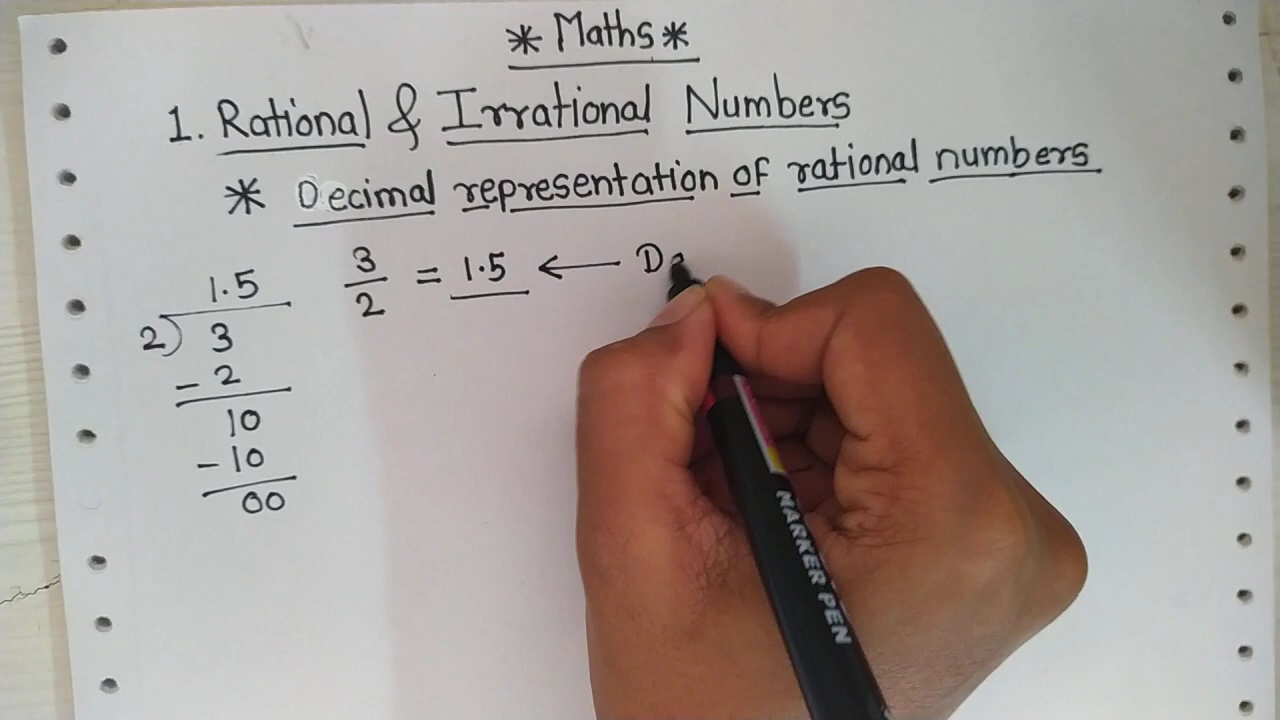 * Maths *
1. Rational & Irrational Numbers
* Decimal representation of rational numbers
3/2 = 1.5 ←
1.5
2) 3
- 2
10
- 10
00
MARKER PEN